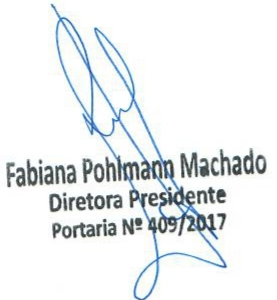 Fabiana Pohlmann Machado
Diretora Presidente
Portaria Nº 409/2017